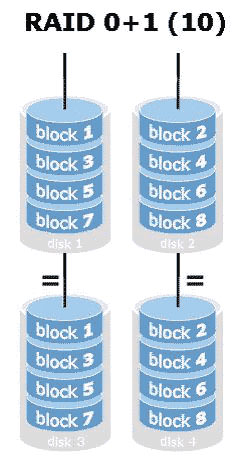 RAID 0+1 (10)
block 1 block 2
block 3 block 4
block 5 block 6
block 7 block 8
disk 1 disk 2
= =
block 1 block 2
block 3 block 4
block 5 block 6
block 7 block 8
disk 3 disk 4